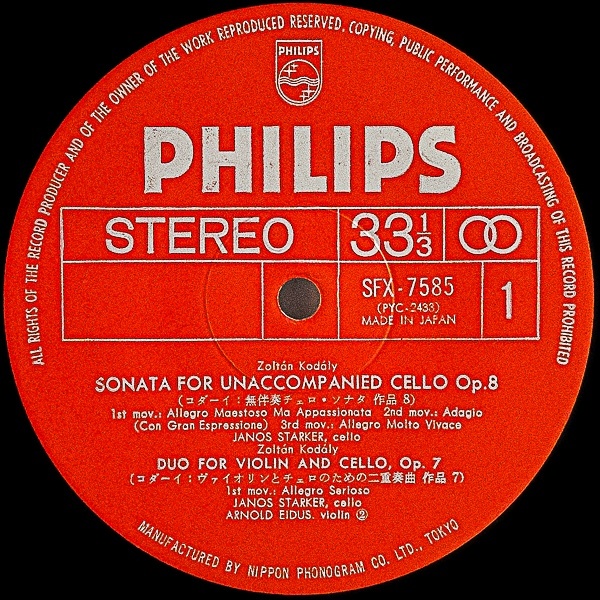 ALL RIGHTS OF THE RECORD PRODUCER AND OF THE OWNER OF THE WORK REPRODUCED RESERVED. COPYING, PUBLIC PERFORMANCE AND BROADCASTING OF THIS RECORD PROHIBITED
PHILIPS
PHILIPS
STEREO 33 1/3
SFX-7585
(PYC-2433)
MADE IN JAPAN
1
Zoltán Kodály
SONATA FOR UNACCOMPANIED CELLO Op.8
(コダーイ:無伴奏チェロ・ソナタ 作品 8)
1st mov.: Allegro Maestoso Ma Appassionata 2nd mov.: Adagio
(Con Gran Espressione) 3rd mov.: Allegro Molto Vivace
JANOS STARKER, cello
Zoltán Kodály
DUO FOR VIOLIN AND CELLO, Op. 7
(コダーイ:ヴァイオリンとチェロのための二重奏曲 作品 7)
1st mov.: Allegro Serioso
JANOS STARKER, cello
ARNOLD EIDUS. violin ②
MANUFACTURED BY NIPPON PHONOGRAM CO. LTD., TOKYO